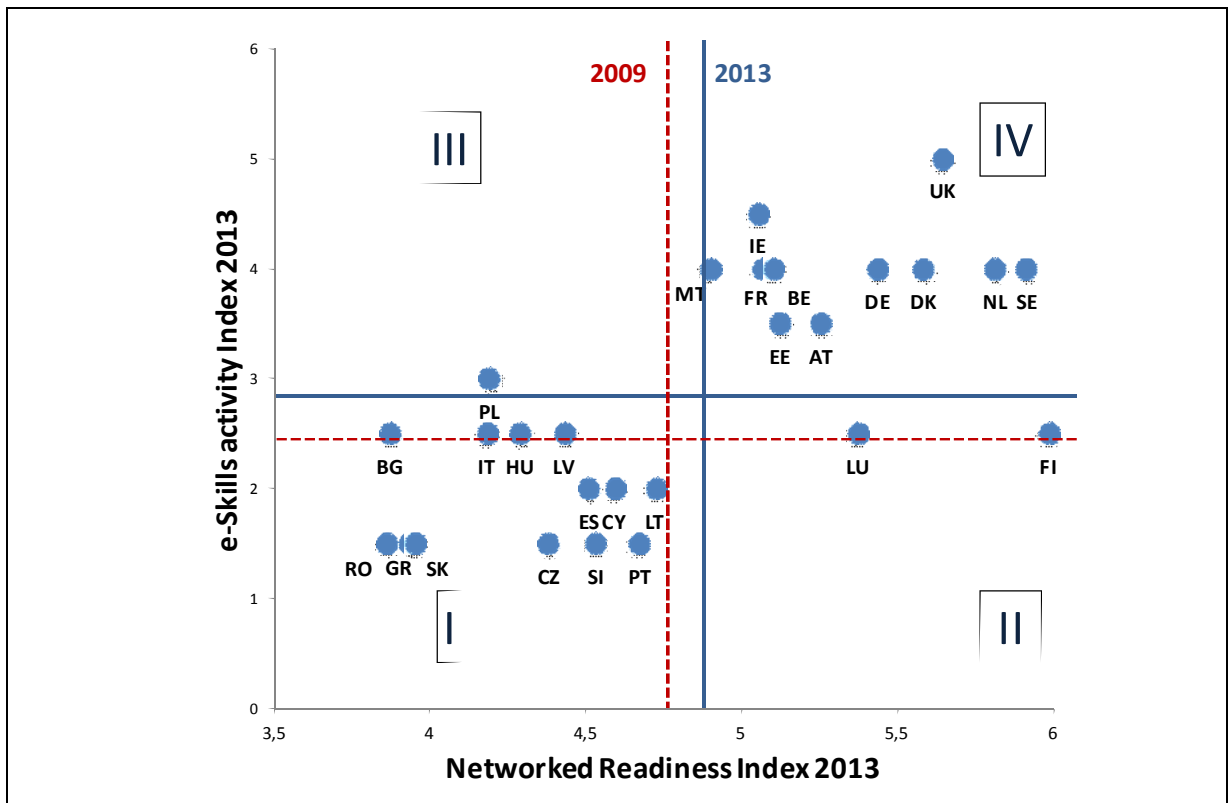 6
2009
2013
III
IV
5
UK
IE
4
MT
FR
BE
DE
DK
NL
SE
EE
AT
3
PL
BG
IT
HU
LV
LU
FI
2
ES
CY
LT
RO
GR
SK
CZ
SI
PT
1
I
II
0
3,5
4
4,5
5
5,5
6
e-Skills activity Index 2013
Networked Readiness Index 2013